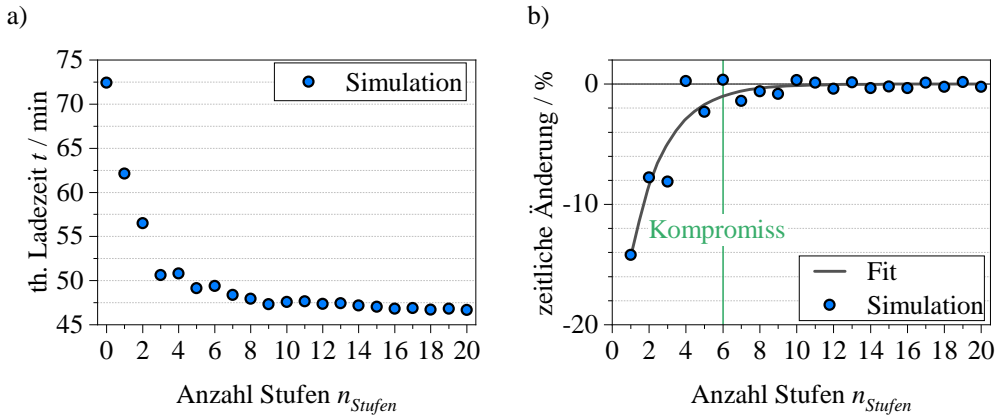 a)
th. Ladezeit t / min
75
70
65
60
55
50
45
Simulation
0 2 4 6 8 10 12 14 16 18 20
Anzahl Stufen nStufen
b)
zeitliche Änderung / %
0
-10
-20
Kompromiss
Fit
Simulation
0 2 4 6 8 10 12 14 16 18 20
Anzahl Stufen nStufen